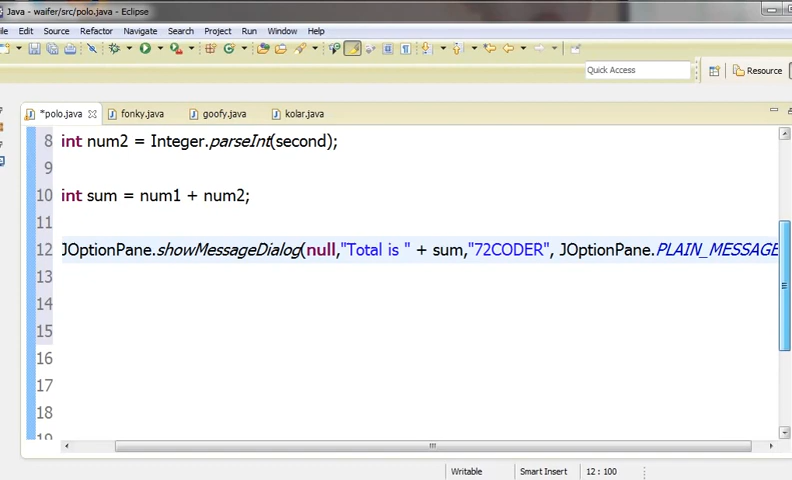 Java - waifer/src/polo.java - Eclipse
Edit Source Refactor Navigate Search Project Run Window Help
Quick Access Resource
*polo.java fonky.java goofy.java kolar.java
8 int num2 = Integer.parseInt(second);
9
10 int sum = num1 + num2;
11
12 JOptionPane.showMessageDialog(null,"Total is " + sum,"72CODER", JOptionPane.PLAIN_MESSAGE
13
14
15
16
17
18
19
Writable Smart Insert 12 : 100